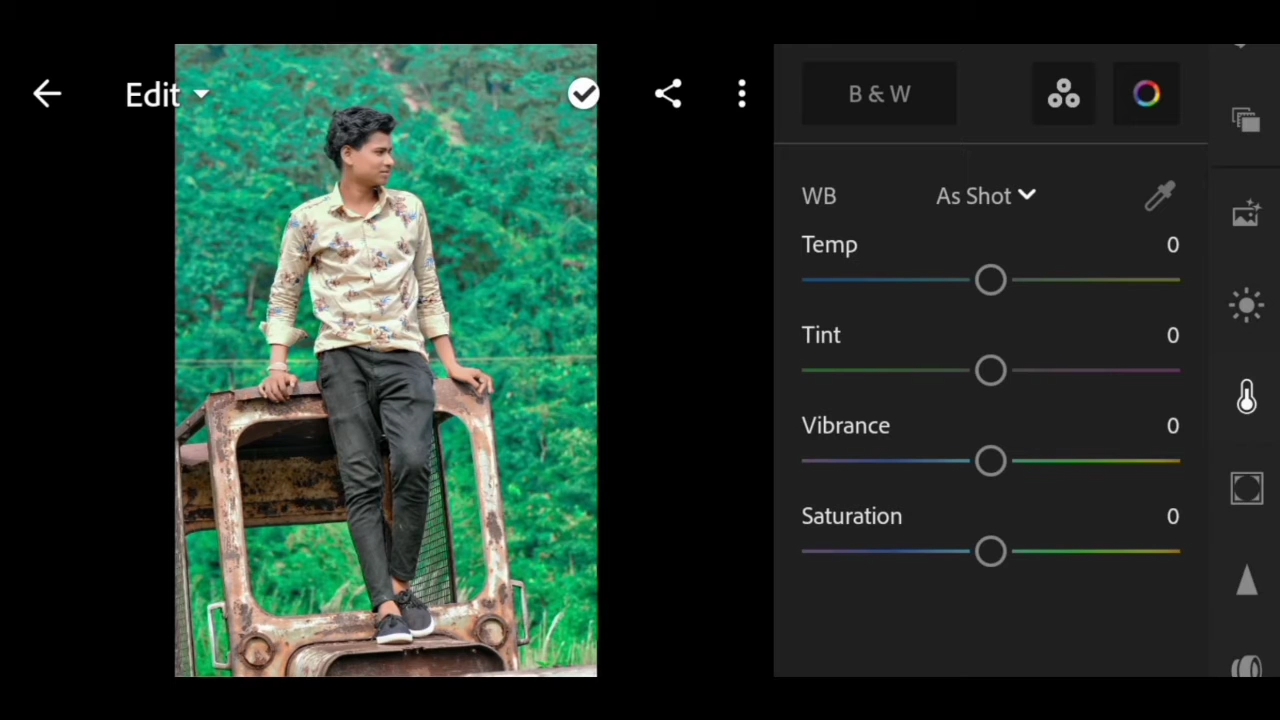 Edit
B & W
WB As Shot
Temp 0
Tint 0
Vibrance 0
Saturation 0